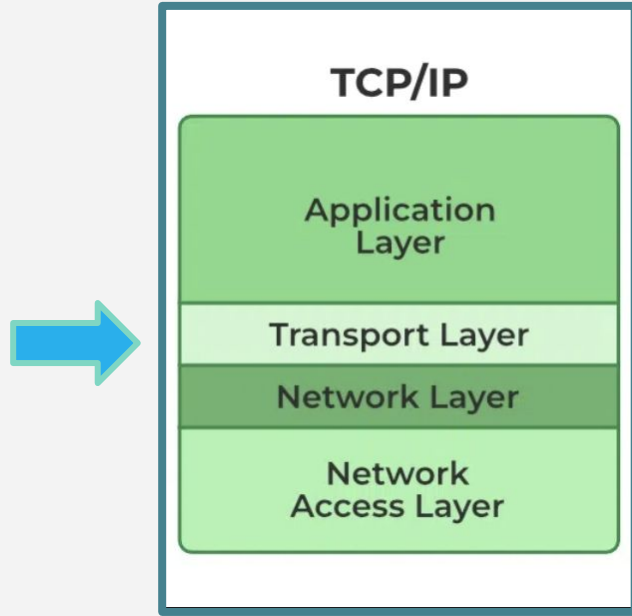 TCP/IP
Application
Layer
Transport Layer
Network Layer
Network
Access Layer